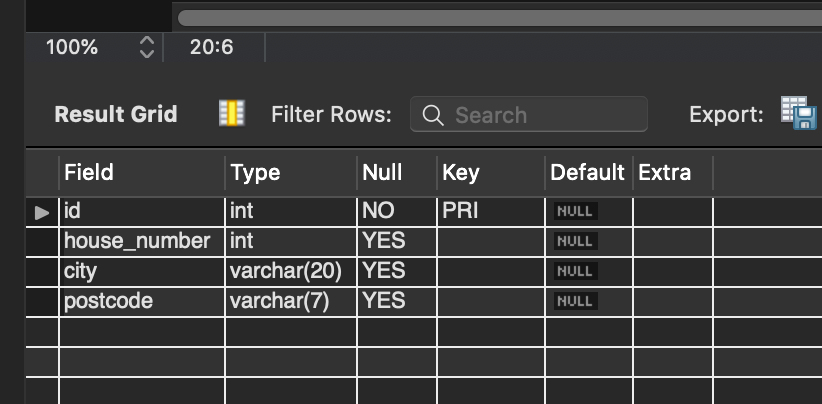 100% 20:6
Result Grid Filter Rows: Search Export:
Field Type Null Key Default Extra
id int NO PRI NULL
house_number int YES NULL
city varchar(20) YES NULL
postcode varchar(7) YES NULL